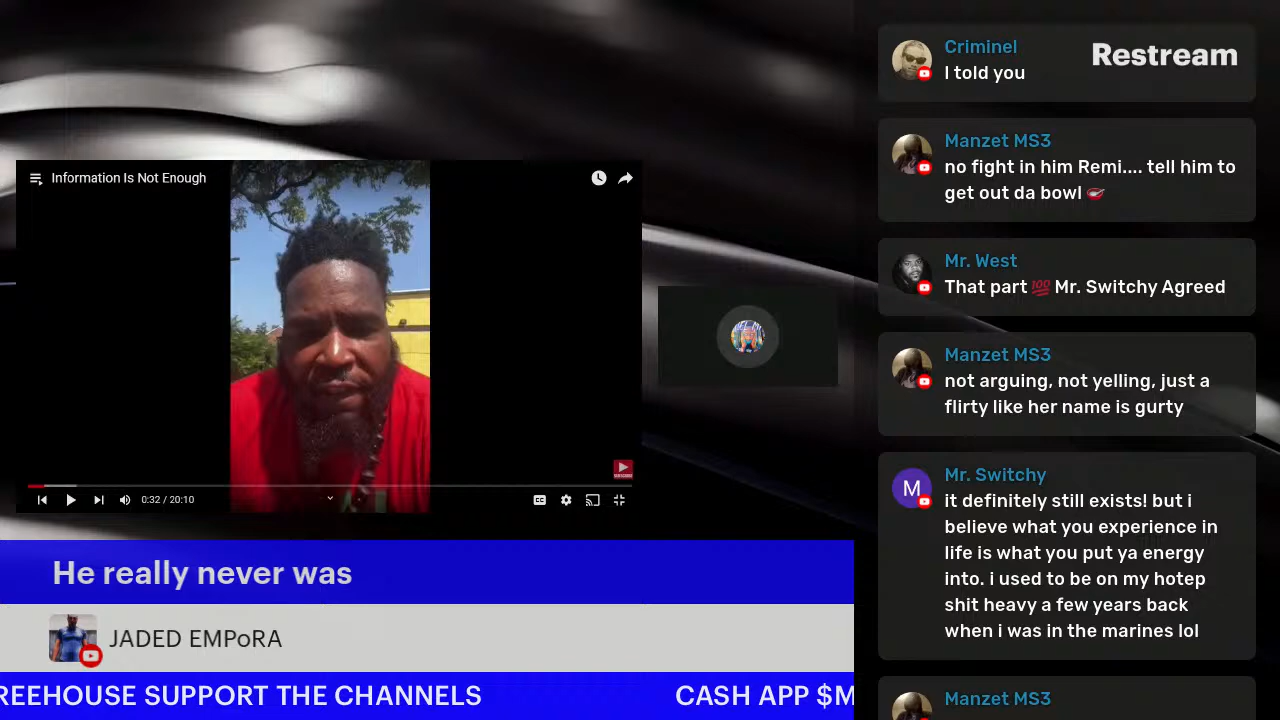 Information Is Not Enough
0:32 / 20:10
CC
SUBSCRIBE
He really never was
JADED EMPoRA
REEHOUSE SUPPORT THE CHANNELS
CASH APP $M
Restream
Criminel
I told you
Manzet MS3
no fight in him Remi.... tell him to
get out da bowl
Mr. West
That part 💯 Mr. Switchy Agreed
Manzet MS3
not arguing, not yelling, just a
flirty like her name is gurty
M
Mr. Switchy
it definitely still exists! but i
believe what you experience in
life is what you put ya energy
into. i used to be on my hotep
shit heavy a few years back
when i was in the marines lol
Manzet MS3